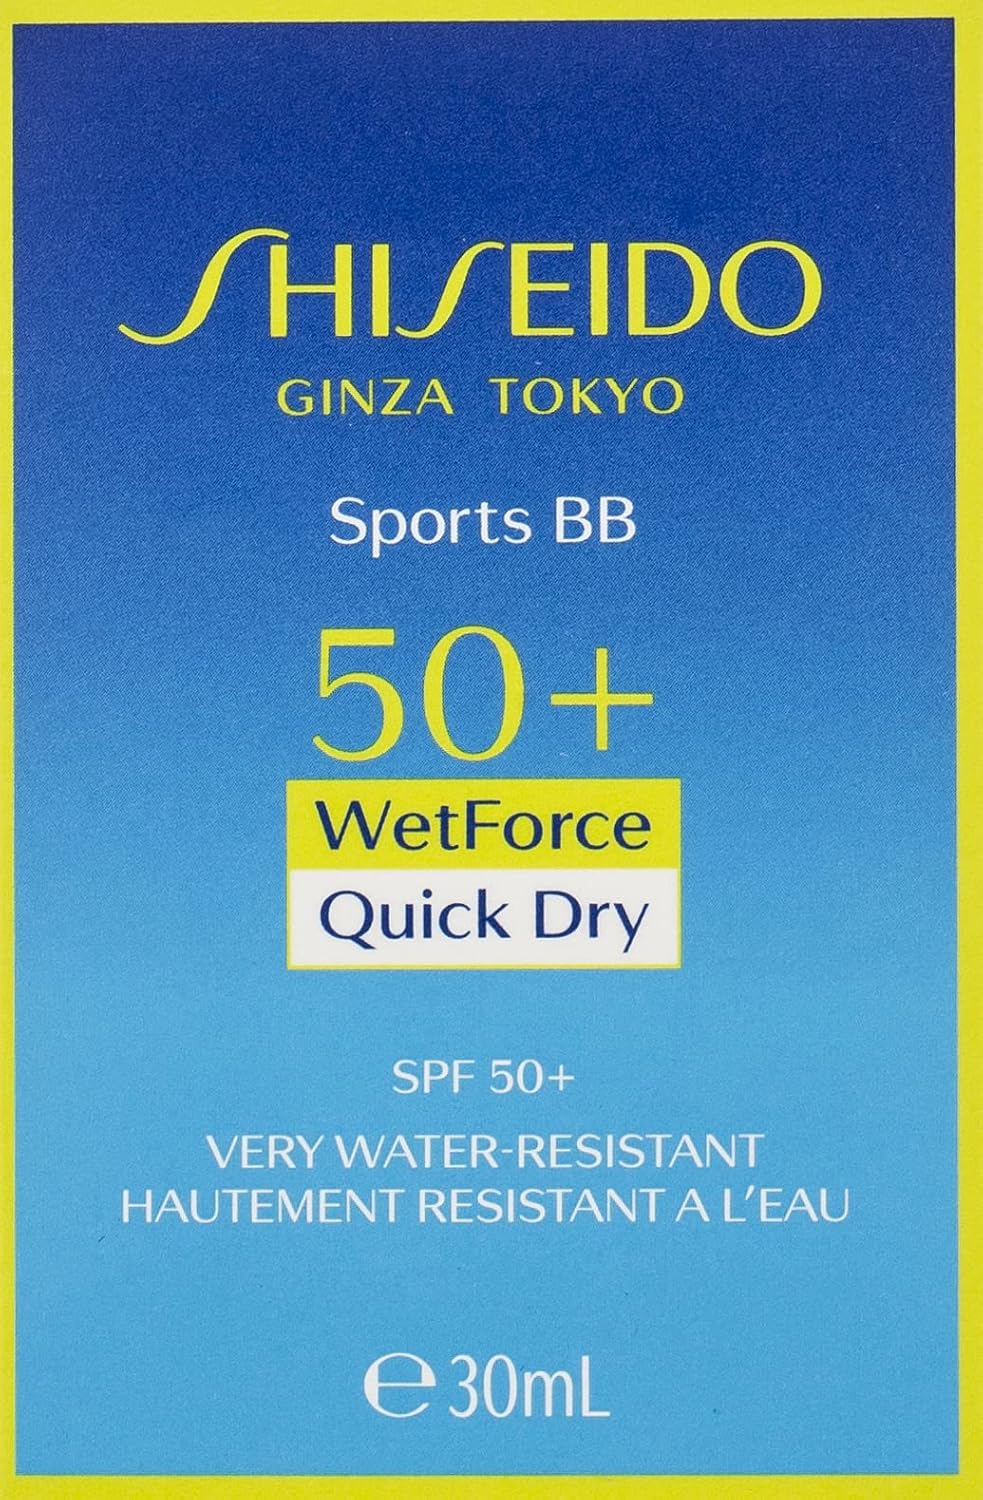 SHISEIDO
GINZA TOKYO
Sports BB
50+
WetForce
Quick Dry
SPF 50+
VERY WATER-RESISTANT
HAUTEMENT RESISTANT A L'EAU
℮30mL